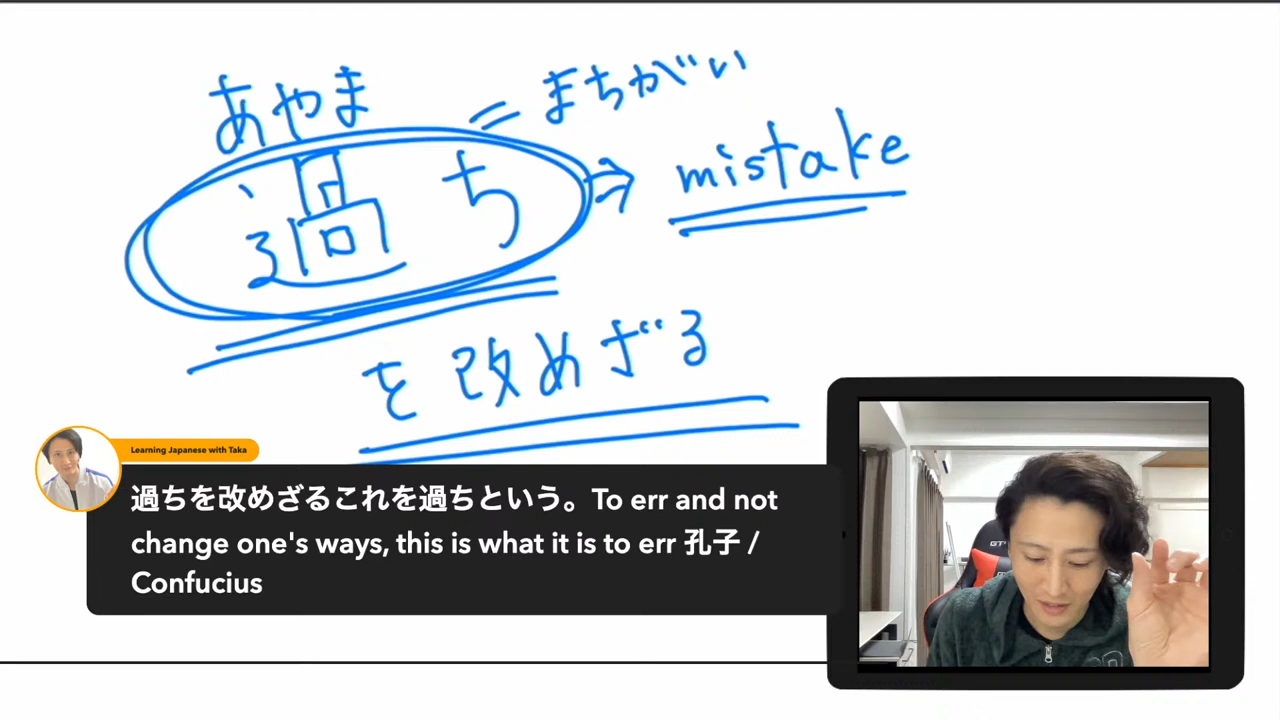 あやま = まちがい
過ち ⇒ mistake
を改めざる
Learning Japanese with Taka
過ちを改めざるこれを過ちという。To err and not
change one's ways, this is what it is to err 孔子 /
Confucius